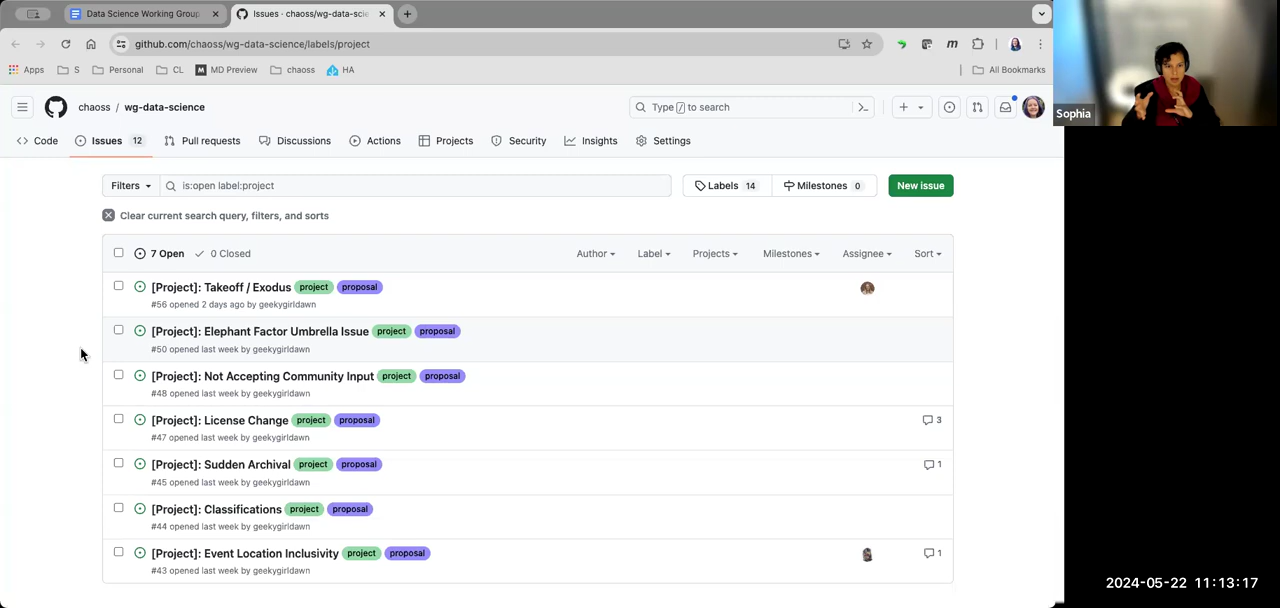 Data Science Working Group
Issues · chaoss/wg-data-scie
github.com/chaoss/wg-data-science/labels/project
Apps S Personal CL MD Preview chaoss HA All Bookmarks
Sophia
chaoss / wg-data-science
Type / to search
Code Issues 12 Pull requests Discussions Actions Projects Security Insights Settings
Filters is:open label:project Labels 14 Milestones 0 New issue
Clear current search query, filters, and sorts
7 Open 0 Closed Author Label Projects Milestones Assignee Sort
[Project]: Takeoff / Exodus project proposal
#56 opened 2 days ago by geekygirldawn
[Project]: Elephant Factor Umbrella Issue project proposal
#50 opened last week by geekygirldawn
[Project]: Not Accepting Community Input project proposal
#48 opened last week by geekygirldawn
[Project]: License Change project proposal 3
#47 opened last week by geekygirldawn
[Project]: Sudden Archival project proposal 1
#45 opened last week by geekygirldawn
[Project]: Classifications project proposal
#44 opened last week by geekygirldawn
[Project]: Event Location Inclusivity project proposal 1
#43 opened last week by geekygirldawn
2024-05-22 11:13:17